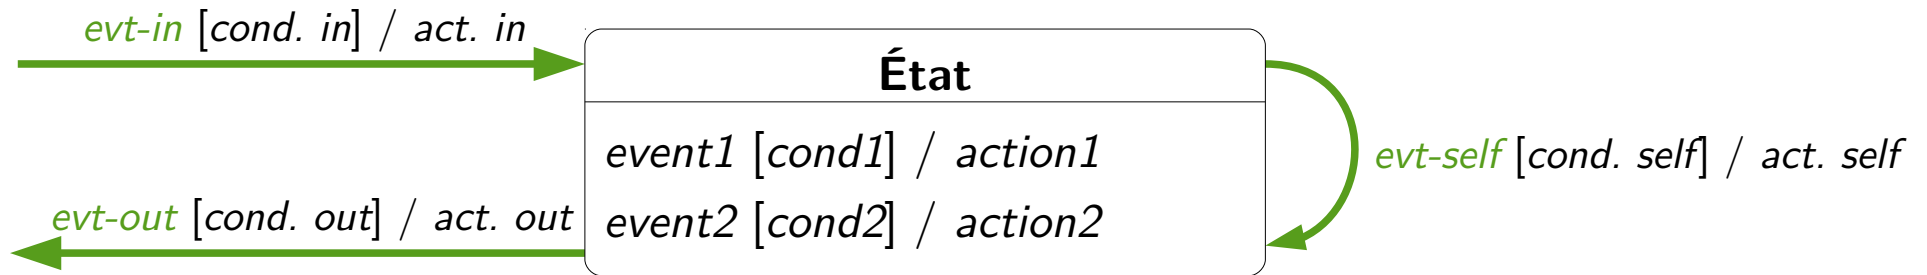 evt-in [cond. in] / act. in
État
event1 [cond1] / action1
evt-self [cond. self] / act. self
evt-out [cond. out] / act. out
event2 [cond2] / action2